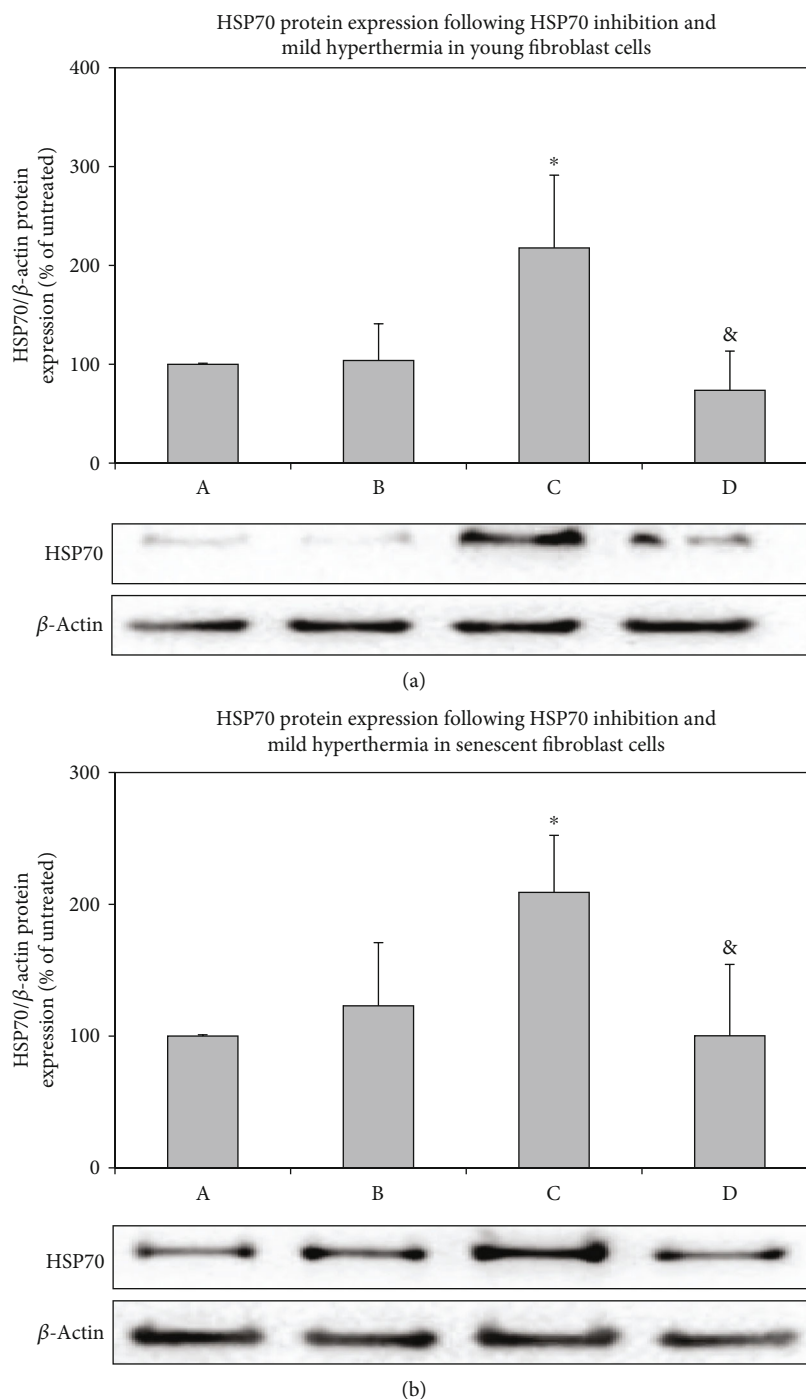 HSP70 protein expression following HSP70 inhibition and
mild hyperthermia in young fibroblast cells
HSP70/β-actin protein
expression (% of untreated)
400
300
200
100
0
*
&
A B C D
HSP70
β-Actin
(a)
HSP70 protein expression following HSP70 inhibition and
mild hyperthermia in senescent fibroblast cells
HSP70/β-actin protein
expression (% of untreated)
300
200
100
0
*
&
A B C D
HSP70
β-Actin
(b)